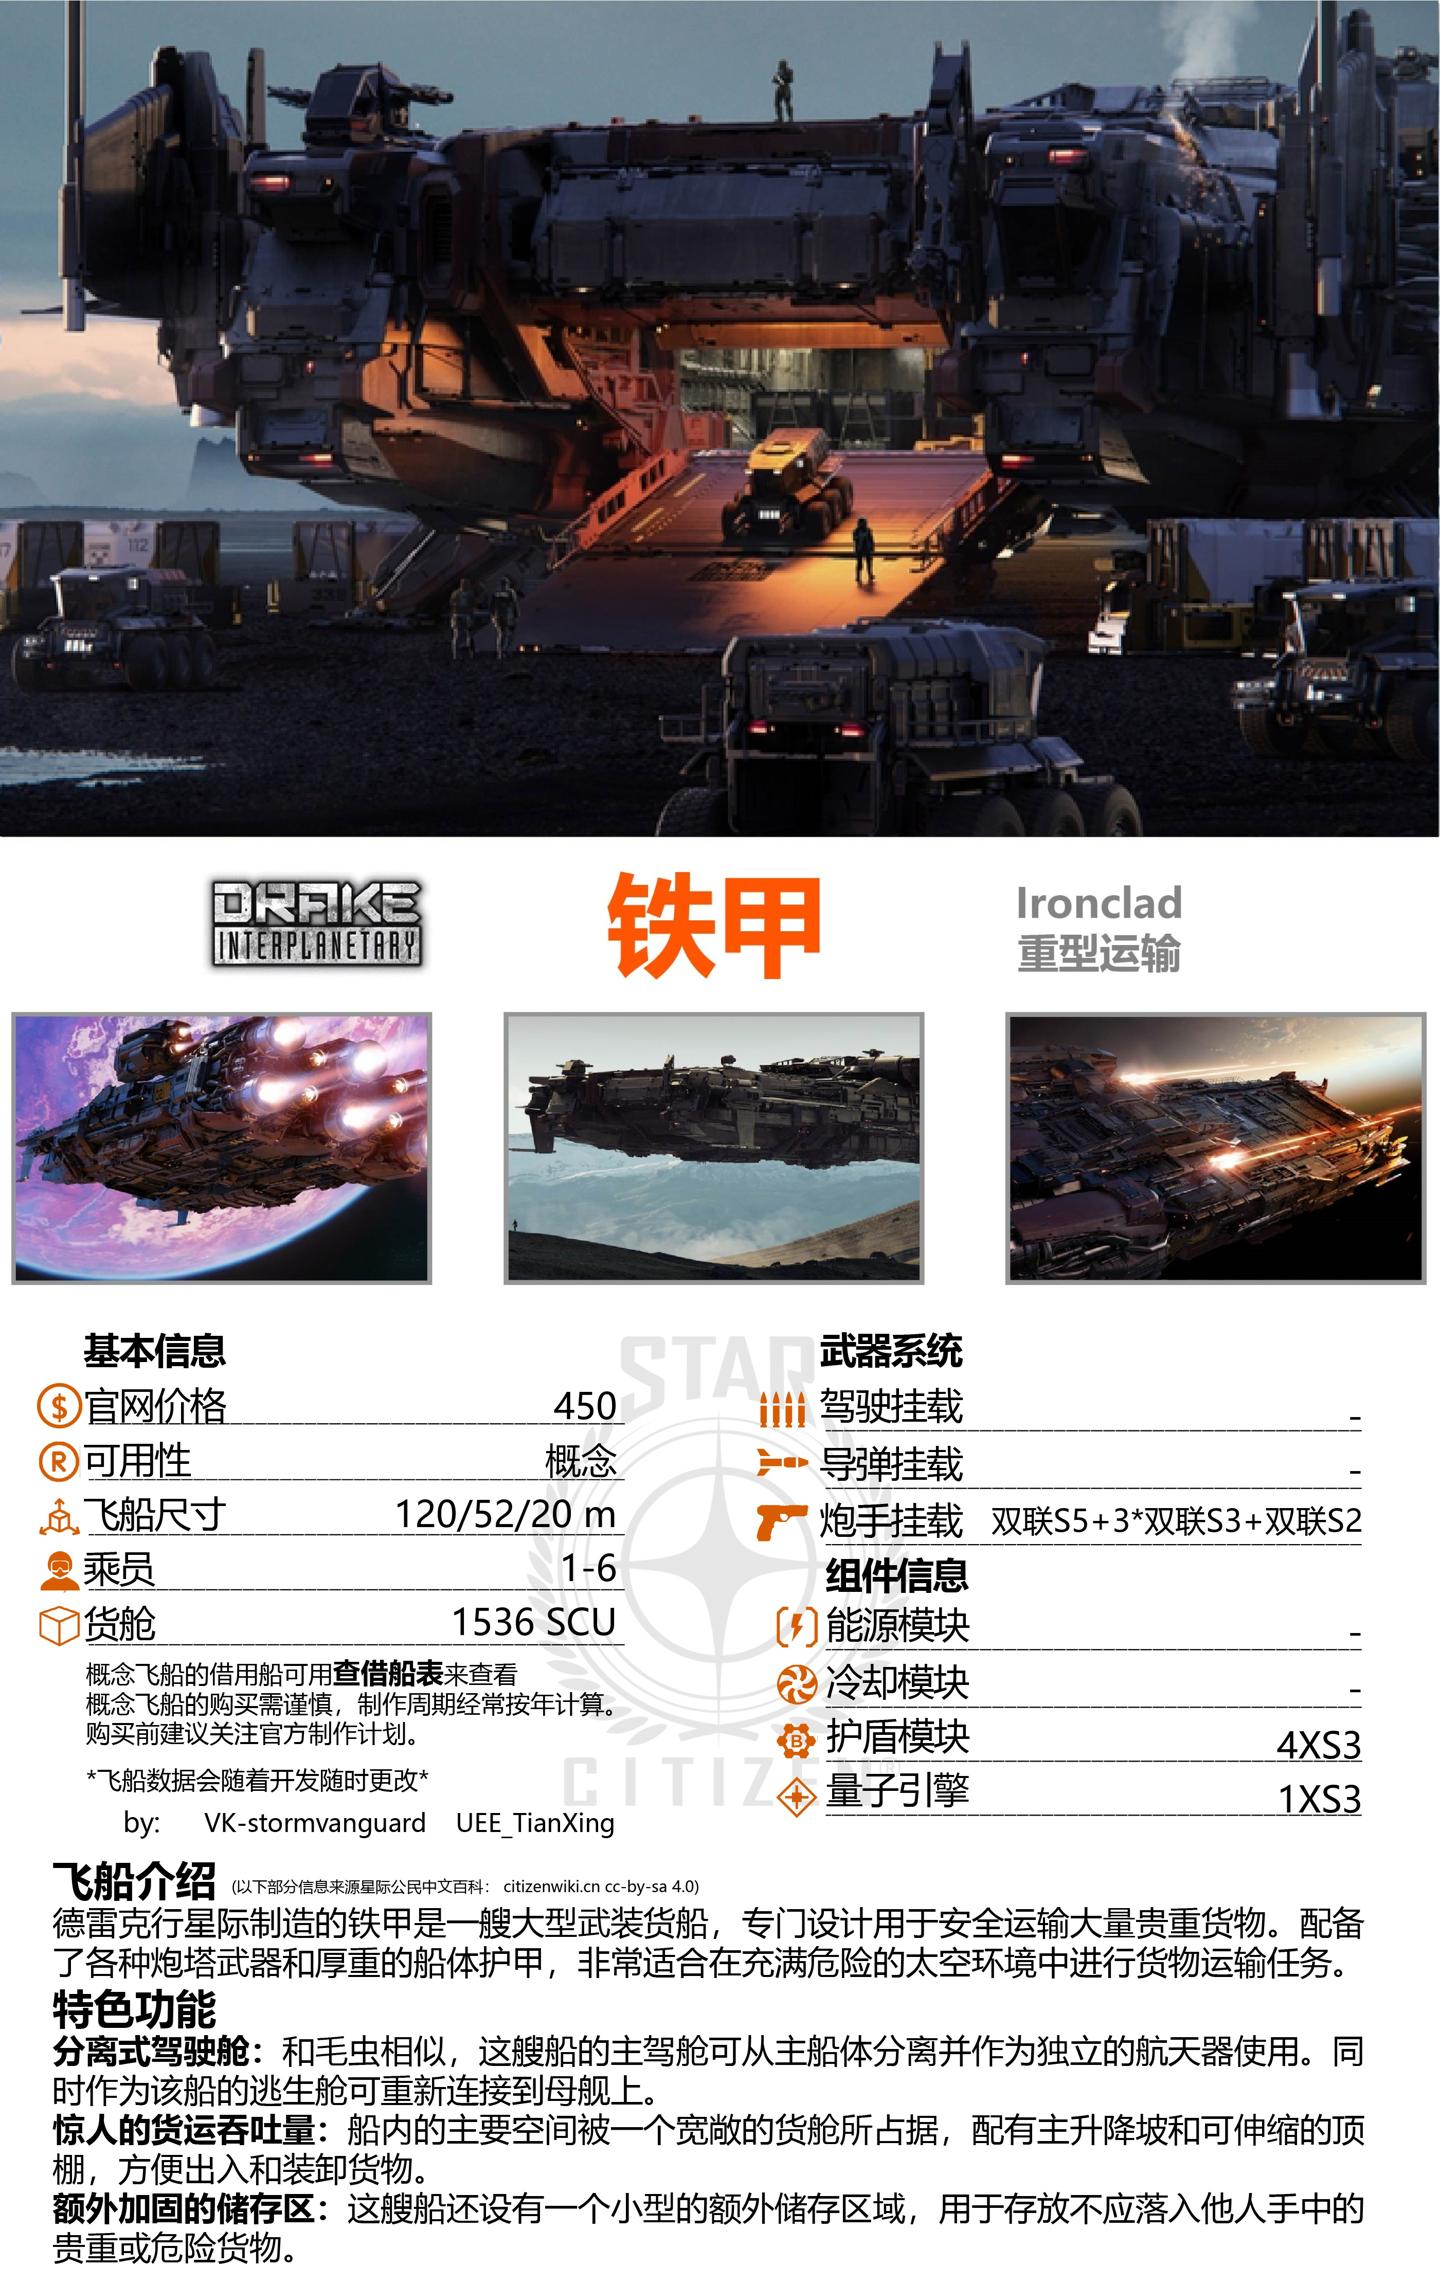 112
DRAKE
INTERPLANETARY
铁甲
Ironclad
重型运输
STAR
CITIZEN
基本信息
官网价格 450
可用性 概念
飞船尺寸 120/52/20 m
乘员 1-6
货舱 1536 SCU
概念飞船的借用船可用查借船表来查看
概念飞船的购买需谨慎，制作周期经常按年计算。
购买前建议关注官方制作计划。
*飞船数据会随着开发随时更改*
by: VK-stormvanguard UEE_TianXing
武器系统
驾驶挂载 -
导弹挂载 -
炮手挂载 双联S5+3*双联S3+双联S2
组件信息
能源模块 -
冷却模块 -
护盾模块 4XS3
量子引擎 1XS3
飞船介绍 (以下部分信息来源星际公民中文百科： citizenwiki.cn cc-by-sa 4.0)
德雷克行星际制造的铁甲是一艘大型武装货船，专门设计用于安全运输大量贵重货物。配备
了各种炮塔武器和厚重的船体护甲，非常适合在充满危险的太空环境中进行货物运输任务。
特色功能
分离式驾驶舱：和毛虫相似，这艘船的主驾舱可从主船体分离并作为独立的航天器使用。同
时作为该船的逃生舱可重新连接到母舰上。
惊人的货运吞吐量：船内的主要空间被一个宽敞的货舱所占据，配有主升降坡和可伸缩的顶
棚，方便出入和装卸货物。
额外加固的储存区：这艘船还设有一个小型的额外储存区域，用于存放不应落入他人手中的
贵重或危险货物。